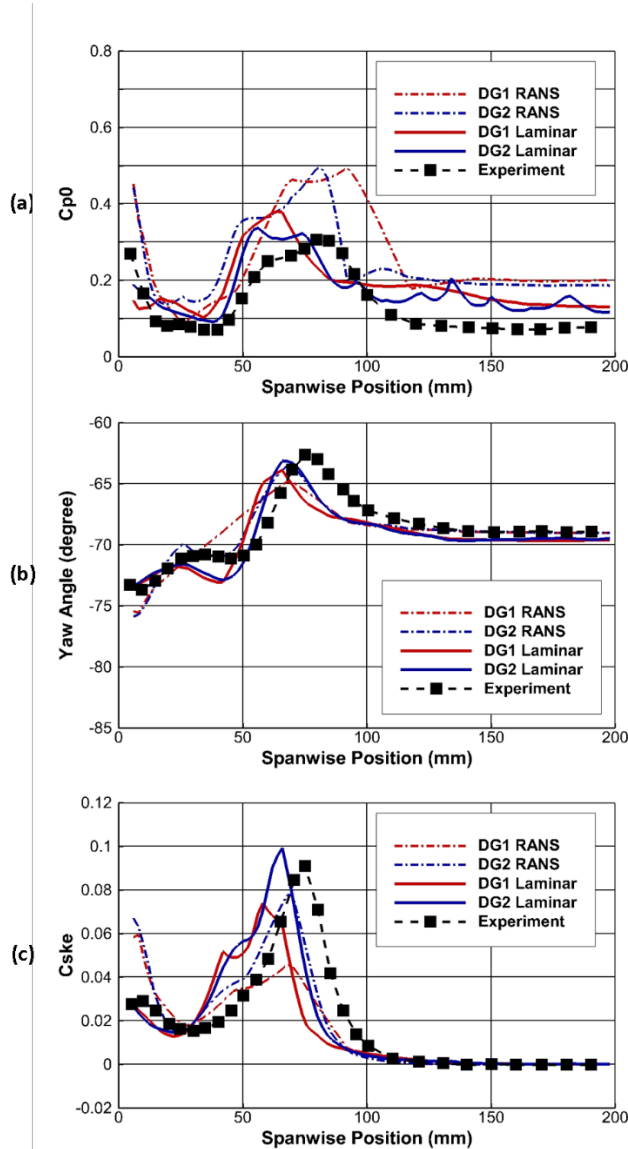 (a)
Cp0
0.8
0.6
0.4
0.2
0
DG1 RANS
DG2 RANS
DG1 Laminar
DG2 Laminar
Experiment
0 50 100 150 200
Spanwise Position (mm)
(b)
Yaw Angle (degree)
-60
-65
-70
-75
-80
-85
DG1 RANS
DG2 RANS
DG1 Laminar
DG2 Laminar
Experiment
0 50 100 150 200
Spanwise Position (mm)
(c)
Cske
0.12
0.1
0.08
0.06
0.04
0.02
0
-0.02
DG1 RANS
DG2 RANS
DG1 Laminar
DG2 Laminar
Experiment
0 50 100 150 200
Spanwise Position (mm)